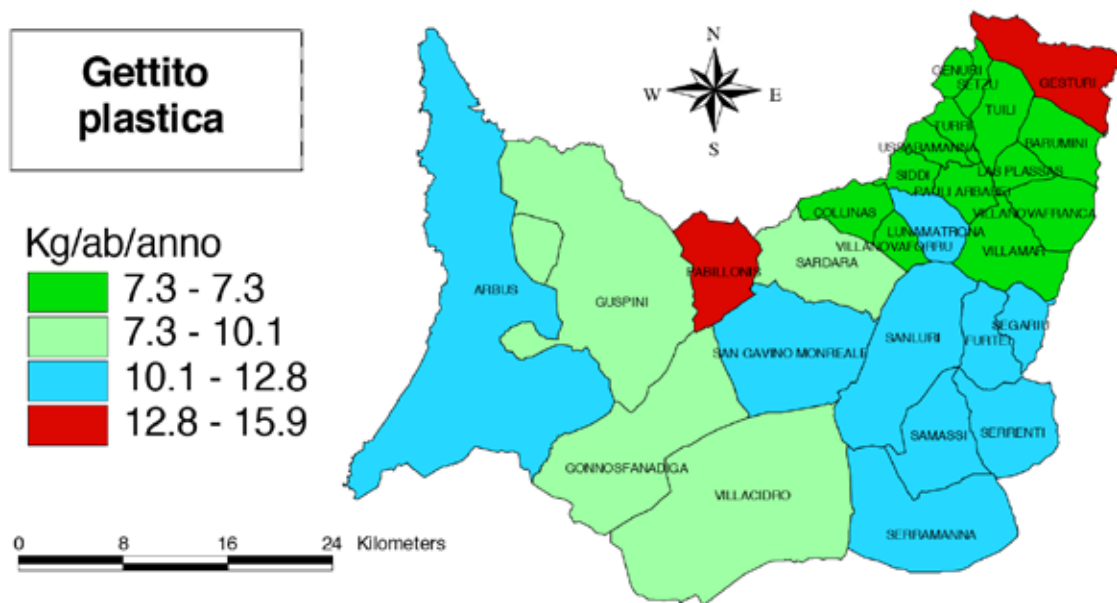 Gettito
plastica
Kg/ab/anno
7.3 - 7.3
7.3 - 10.1
10.1 - 12.8
12.8 - 15.9
0 8 16 24 Kilometers
N
W E
S
GENURI
SETZU
GESTURI
TUILI
TURRI
BARUMINI
USSARAMANNA
SIDDI
LAS PLASSAS
PAULI ARBAREI
COLLINAS
VILLANOVAFRANCA
LUNAMATRONA
VILLANOVAFORRU
VILLAMAR
SARDARA
PABILLONIS
ARBUS
GUSPINI
SAN GAVINO MONREALE
SANLURI
FURTEI
SEGARIU
SAMASSI
SERRENTI
GONNOSFANADIGA
VILLACIDRO
SERRAMANNA